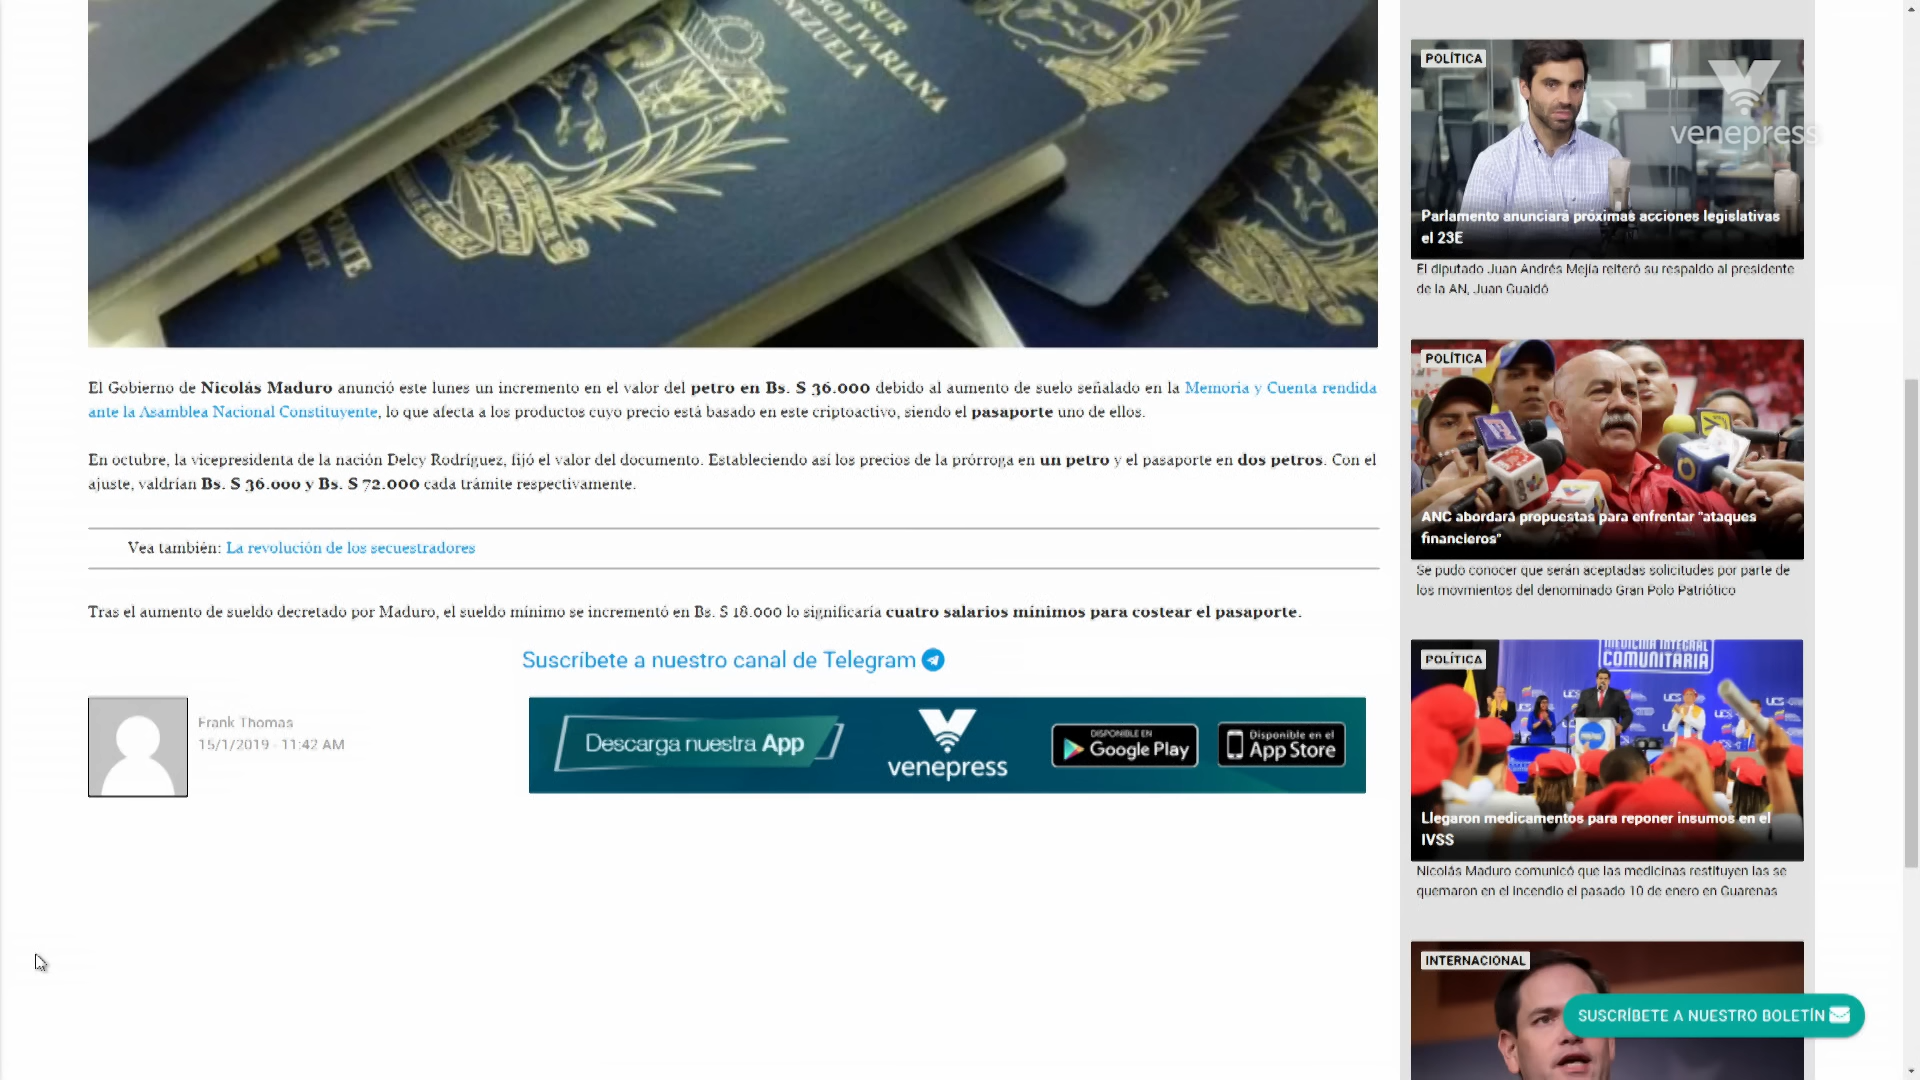 SUR
BOLIVARIANA
VENEZUELA
El Gobierno de Nicolás Maduro anunció este lunes un incremento en el valor del petro en Bs. S 36.000 debido al aumento de suelo señalado en la Memoria y Cuenta rendida
ante la Asamblea Nacional Constituyente, lo que afecta a los productos cuyo precio está basado en este criptoactivo, siendo el pasaporte uno de ellos.
En octubre, la vicepresidenta de la nación Delcy Rodríguez, fijó el valor del documento. Estableciendo así los precios de la prórroga en un petro y el pasaporte en dos petros. Con el
ajuste, valdrían Bs. S 36.000 y Bs. S 72.000 cada trámite respectivamente.
Vea también: La revolución de los secuestradores
Tras el aumento de sueldo decretado por Maduro, el sueldo mínimo se incrementó en Bs. S 18.000 lo significaría cuatro salarios mínimos para costear el pasaporte.
Suscríbete a nuestro canal de Telegram
Frank Thomas
15/1/2019 - 11:42 AM
Descarga nuestra App
venepress
DISPONIBLE EN
Google Play
Disponible en el
App Store
POLÍTICA
venepress
Parlamento anunciará próximas acciones legislativas
el 23E
El diputado Juan Andrés Mejía reiteró su respaldo al presidente
de la AN, Juan Guaidó
POLÍTICA
ANC abordará propuestas para enfrentar "ataques
financieros"
Se pudo conocer que serán aceptadas solicitudes por parte de
los movmientos del denominado Gran Polo Patriótico
POLÍTICA
MEDICINA INTEGRAL
COMUNITARIA
UCS
Llegaron medicamentos para reponer insumos en el
IVSS
Nicolás Maduro comunicó que las medicinas restituyen las se
quemaron en el incendio el pasado 10 de enero en Guarenas
INTERNACIONAL
SUSCRÍBETE A NUESTRO BOLETÍN